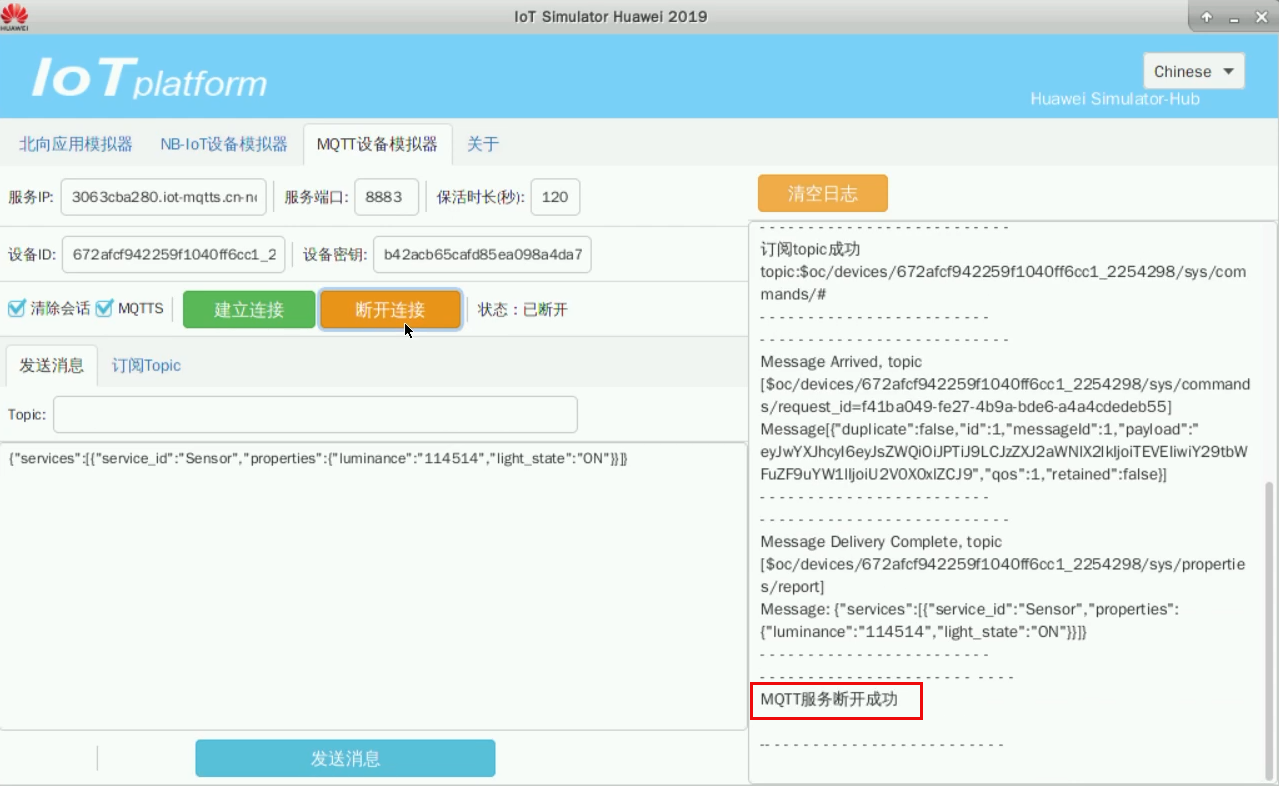 HUAWEI
IoT Simulator Huawei 2019
IoT platform
Chinese
Huawei Simulator-Hub
北向应用模拟器 NB-IoT设备模拟器 MQTT设备模拟器 关于
服务IP: 3063cba280.iot-mqtts.cn-n 服务端口: 8883 保活时长(秒): 120
清空日志
设备ID: 672afcf942259f1040ff6cc1_2 设备密钥: b42acb65cafd85ea098a4da7
清除会话 MQTTS 建立连接 断开连接 状态：已断开
发送消息 订阅Topic
Topic:
{"services":[{"service_id":"Sensor","properties":{"luminance":"114514","light_state":"ON"}}]}
发送消息
- - - - - - - - - - - - - - - - - - - - - - - - - -
订阅topic成功
topic:$oc/devices/672afcf942259f1040ff6cc1_2254298/sys/com
mands/#
- - - - - - - - - - - - - - - - - - - - - - - -
- - - - - - - - - - - - - - - - - - - - - - - - - -
Message Arrived, topic
[$oc/devices/672afcf942259f1040ff6cc1_2254298/sys/command
s/request_id=f41ba049-fe27-4b9a-bde6-a4a4cdedeb55]
Message[{"duplicate":false,"id":1,"messageId":1,"payload":"
eyJwYXJhcyI6eyJsZWQiOiJPTiJ9LCJzZXJ2aWNlX2lkIjoiTEVEIiwiY29tbW
FuZF9uYW1lIjoiU2V0X0xlZCJ9","qos":1,"retained":false}]
- - - - - - - - - - - - - - - - - - - - - - - -
- - - - - - - - - - - - - - - - - - - - - - - - - -
Message Delivery Complete, topic
[$oc/devices/672afcf942259f1040ff6cc1_2254298/sys/propertie
s/report]
Message: {"services":[{"service_id":"Sensor","properties":
{"luminance":"114514","light_state":"ON"}}]}
- - - - - - - - - - - - - - - - - - - - - - - -
- - - - - - - - - - - - - - - - - - - - - - - - - -
MQTT服务断开成功
-- - - - - - - - - - - - - - - - - - - - - - - - -